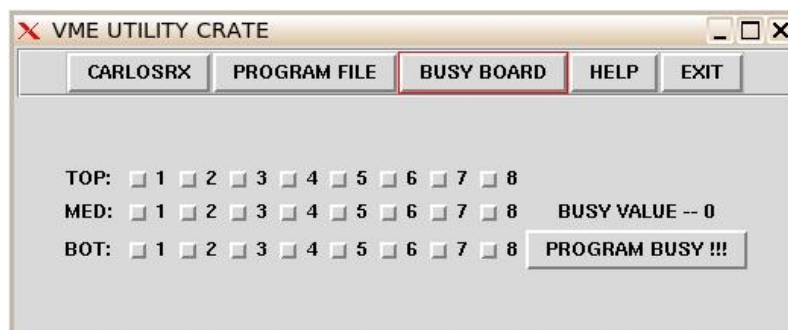 VME UTILITY CRATE
CARLOSRX PROGRAM FILE BUSY BOARD HELP EXIT
TOP: 1 2 3 4 5 6 7 8
MED: 1 2 3 4 5 6 7 8 BUSY VALUE -- 0
BOT: 1 2 3 4 5 6 7 8 PROGRAM BUSY !!!